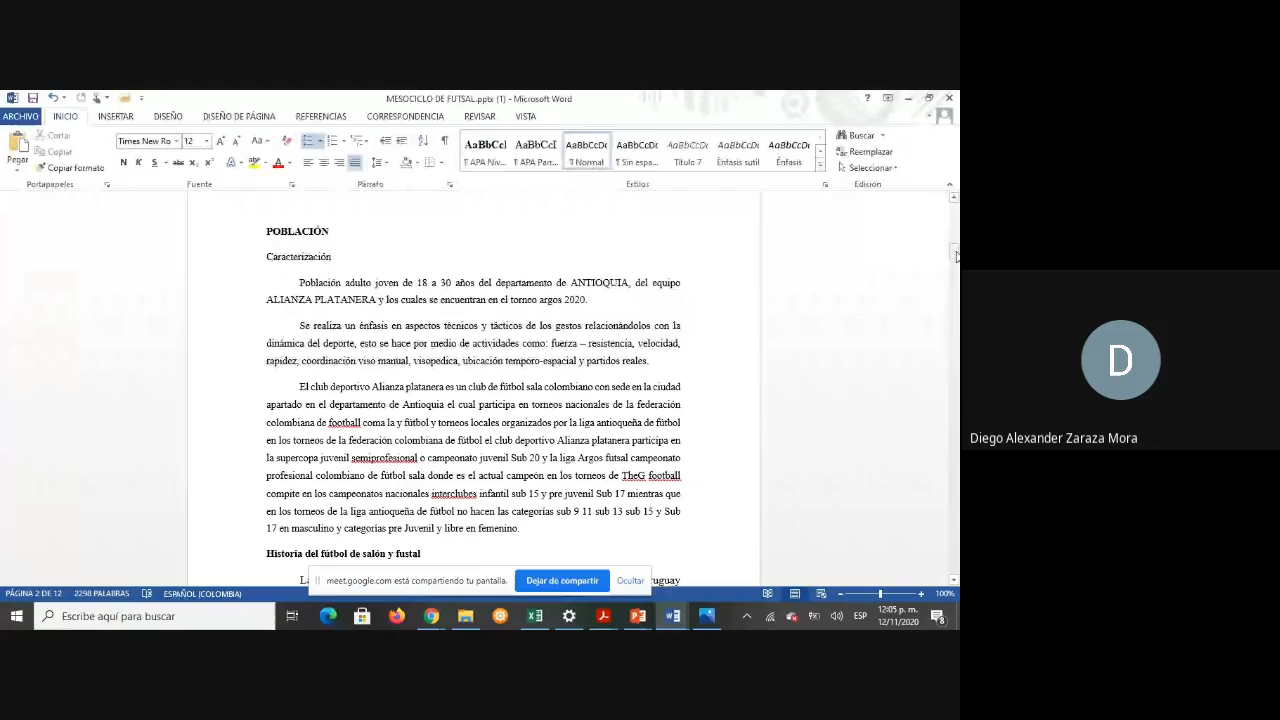 MESOCICLO DE FUTSAL.pptx (1) - Microsoft Word
ARCHIVO INICIO INSERTAR DISEÑO DISEÑO DE PÁGINA REFERENCIAS CORRESPONDENCIA REVISAR VISTA
Pegar
Cortar
Copiar
Copiar formato
Portapapeles
Times New Ro 12
Aa
N K S abc x₂ x²
Fuente
Párrafo
AaBbCcI AaBbCcI AaBbCcDc AaBbCcDc AaBbCcDc AaBbCcDc AaBbCcDc
¶ APA Niv... ¶ APA Part... ¶ Normal ¶ Sin espa... Título 7 Énfasis sutil Énfasis
Estilos
Buscar
Reemplazar
Seleccionar
Edición
POBLACIÓN
Caracterización
Población adulto joven de 18 a 30 años del departamento de ANTIOQUIA, del equipo
ALIANZA PLATANERA y los cuales se encuentran en el torneo argos 2020.
Se realiza un énfasis en aspectos técnicos y tácticos de los gestos relacionándolos con la
dinámica del deporte, esto se hace por medio de actividades como: fuerza – resistencia, velocidad,
rapidez, coordinación viso manual, visopedica, ubicación temporo-espacial y partidos reales.
El club deportivo Alianza platanera es un club de fútbol sala colombiano con sede en la ciudad
apartado en el departamento de Antioquia el cual participa en torneos nacionales de la federación
colombiana de football coma la y fútbol y torneos locales organizados por la liga antioqueña de fútbol
en los torneos de la federación colombiana de fútbol el club deportivo Alianza platanera participa en
la supercopa juvenil semiprofesional o campeonato juvenil Sub 20 y la liga Argos futsal campeonato
profesional colombiano de fútbol sala donde es el actual campeón en los torneos de TheG football
compite en los campeonatos nacionales interclubes infantil sub 15 y pre juvenil Sub 17 mientras que
en los torneos de la liga antioqueña de fútbol no hacen las categorías sub 9 11 sub 13 sub 15 y Sub
17 en masculino y categorías pre Juvenil y libre en femenino.
Historia del fútbol de salón y fustal
meet.google.com está compartiendo tu pantalla.
Dejar de compartir
Ocultar
PÁGINA 2 DE 12 2298 PALABRAS ESPAÑOL (COLOMBIA) 100%
Escribe aquí para buscar
ESP
12:05 p. m.
12/11/2020
8
D
Diego Alexander Zaraza Mora